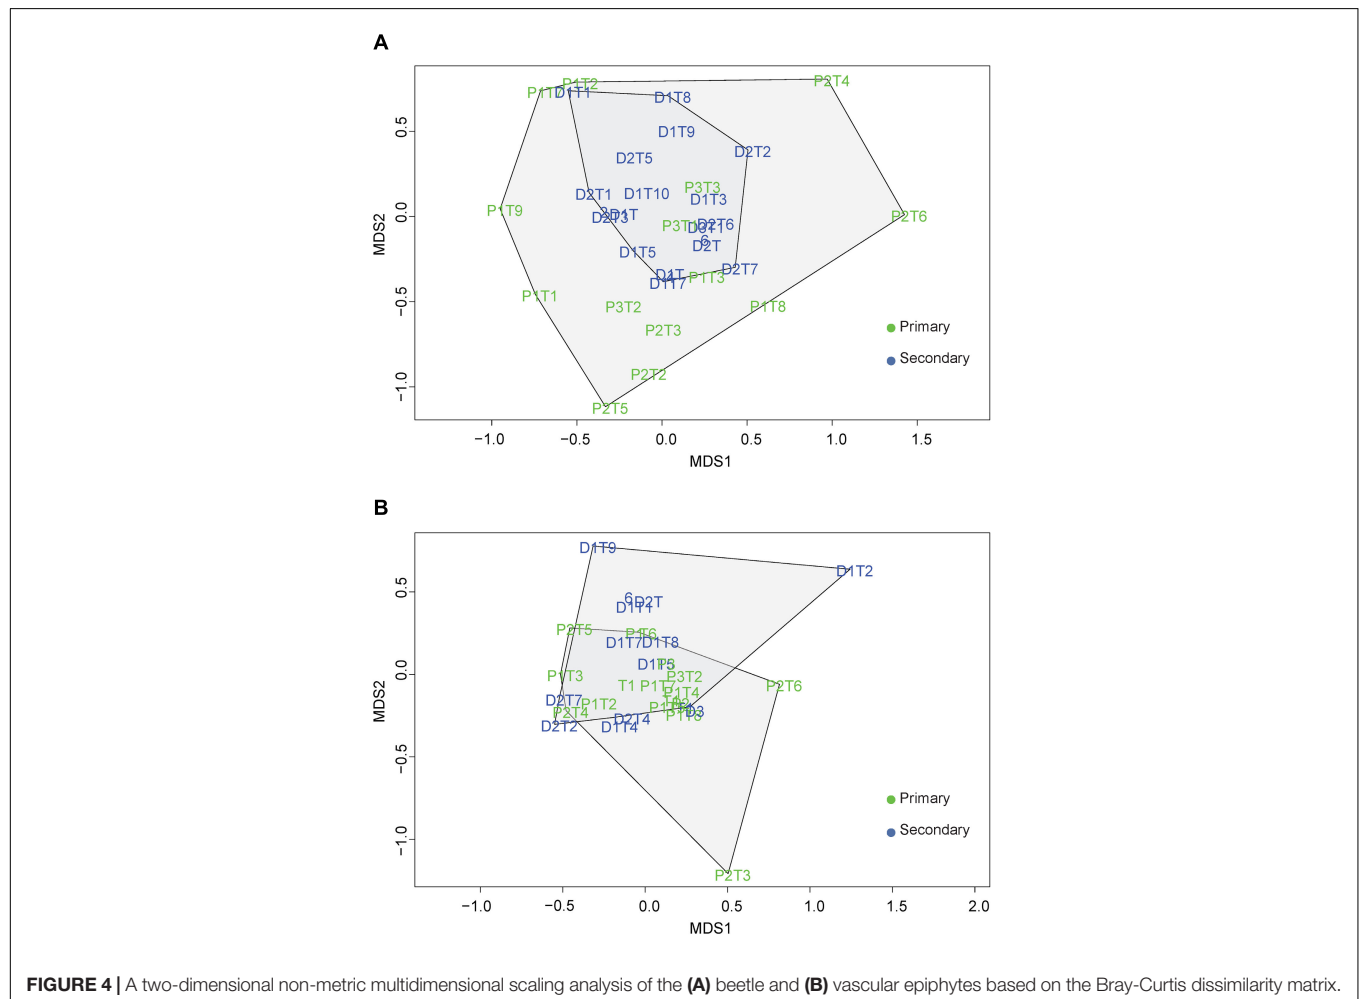 A
P1T2
P2T4
D1T1
D1T8
D1T9
D2T2
D2T5
P3T3
D2T1
D1T10
D1T3
P1T9
D2T3
D1T
P2T6
D2T6
6
D2T
D1T5
D2T7
D1T
P1T3
D1T7
P1T1
P3T2
P1T8
P2T3
P2T2
P2T5
Primary
Secondary
0.5
0.0
−0.5
−1.0
MDS2
−1.0 −0.5 0.0 0.5 1.0 1.5
MDS1
B
D1T9
D1T2
6
D2T
D1T1
P2T5
D1T7
D1T8
D1T5
P1T3
P3T2
T1
P1T7
P1T4
P2T6
D2T7
P1T2
P2T4
D2T4
D2T2
D1T4
P2T3
Primary
Secondary
0.5
0.0
−0.5
−1.0
MDS2
−1.0 −0.5 0.0 0.5 1.0 1.5 2.0
MDS1
FIGURE 4 | A two-dimensional non-metric multidimensional scaling analysis of the (A) beetle and (B) vascular epiphytes based on the Bray-Curtis dissimilarity matrix.